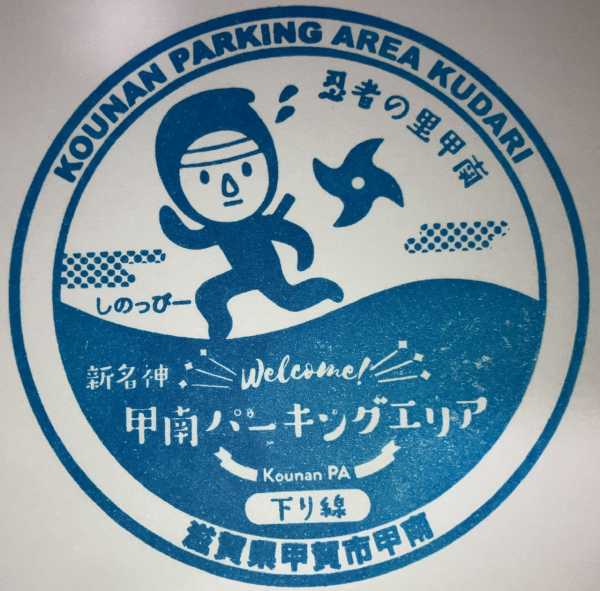 KOUNAN PARKING AREA KUDARI
忍者の里甲南
しのっぴー
新名神
Welcome!
甲南パーキングエリア
Kounan PA
下り線
滋賀県甲賀市甲南